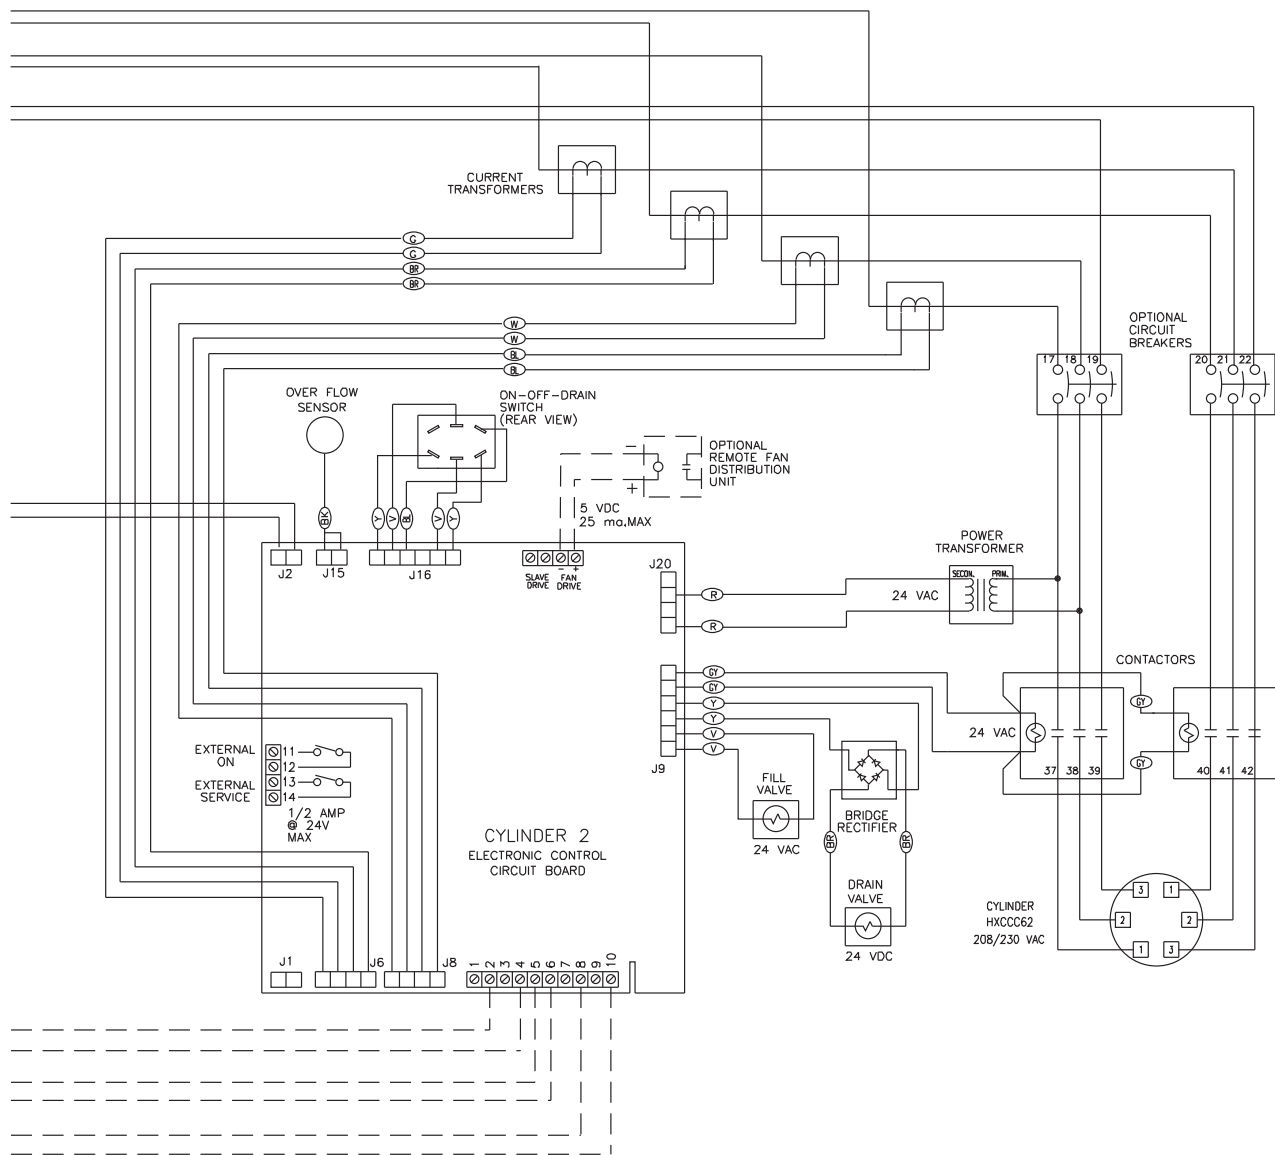 CURRENT
TRANSFORMERS
G
G
BR
BR
W
W
BL
BL
OPTIONAL
CIRCUIT
BREAKERS
17 18 19
20 21 22
OVER FLOW
SENSOR
ON-OFF-DRAIN
SWITCH
(REAR VIEW)
OPTIONAL
REMOTE FAN
DISTRIBUTION
UNIT
−
+
5 VDC
25 ma.MAX
BK
Y V BL V Y
J2
J15
J16
− +
SLAVE
DRIVE
FAN
DRIVE
J20
R
R
POWER
TRANSFORMER
SECON. PRIM.
24 VAC
CONTACTORS
GY
GY
Y
Y
V
V
J9
GY
GY
24 VAC
37 38 39
40 41 42
EXTERNAL
ON
11
12
EXTERNAL
SERVICE
13
14
1/2 AMP
@ 24V
MAX
CYLINDER 2
ELECTRONIC CONTROL
CIRCUIT BOARD
FILL
VALVE
24 VAC
BRIDGE
RECTIFIER
BR
BR
DRAIN
VALVE
24 VDC
CYLINDER
HXCCC62
208/230 VAC
3 1
2 2
1 3
J1
J6
J8
1 2 3 4 5 6 7 8 9 10